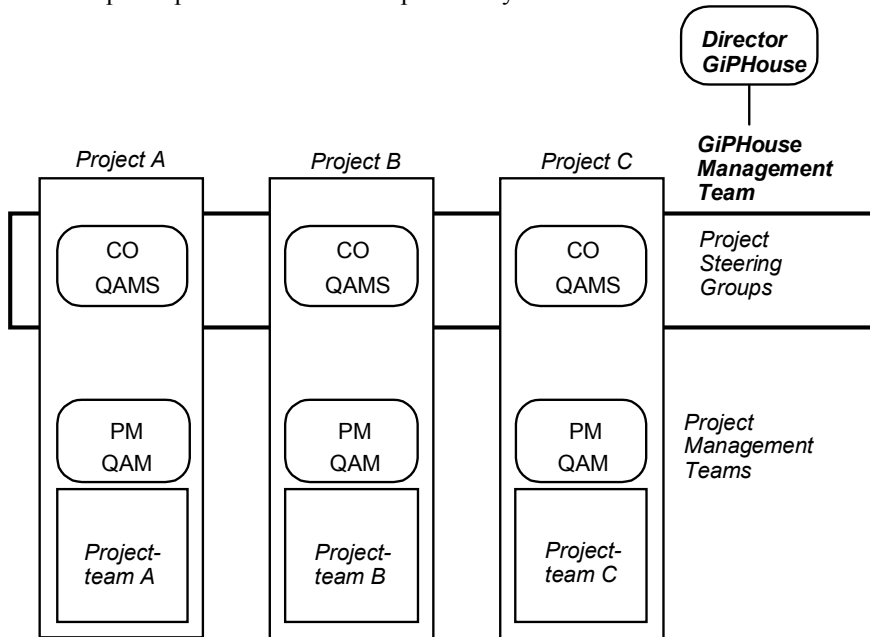 Director
GiPHouse
GiPHouse
Management
Team
Project A
Project B
Project C
CO
QAMS
CO
QAMS
CO
QAMS
Project
Steering
Groups
PM
QAM
PM
QAM
PM
QAM
Project
Management
Teams
Project-
team A
Project-
team B
Project-
team C